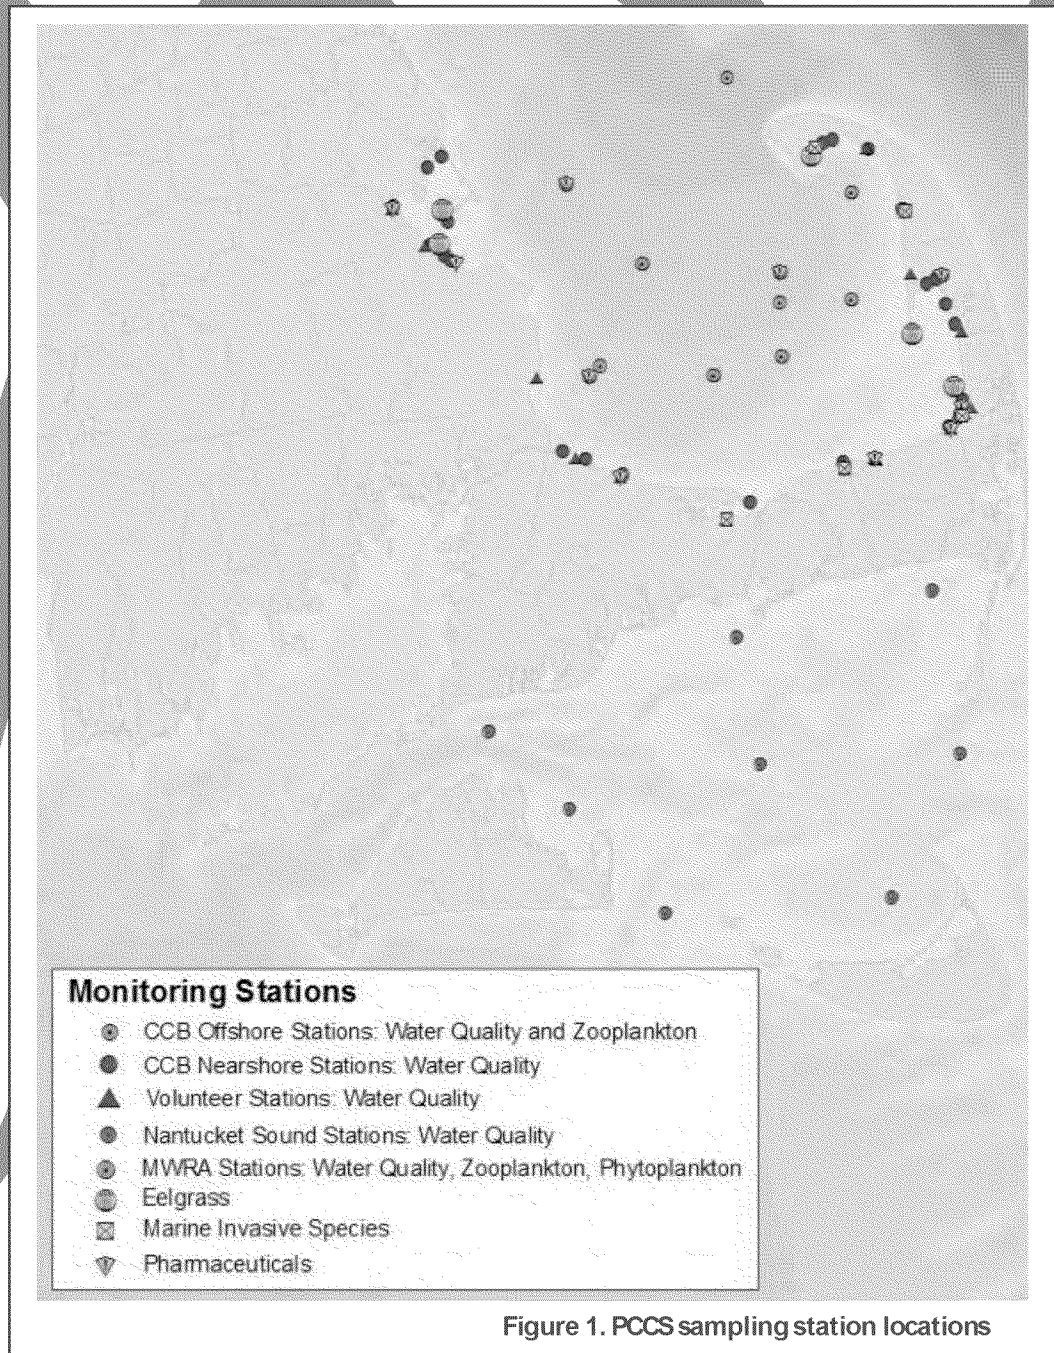 Monitoring Stations
CCB Offshore Stations: Water Quality and Zooplankton
CCB Nearshore Stations: Water Quality
Volunteer Stations: Water Quality
Nantucket Sound Stations: Water Quality
MWRA Stations: Water Quality, Zooplankton, Phytoplankton
Eelgrass
Marine Invasive Species
Pharmaceuticals
Figure 1. PCCS sampling station locations